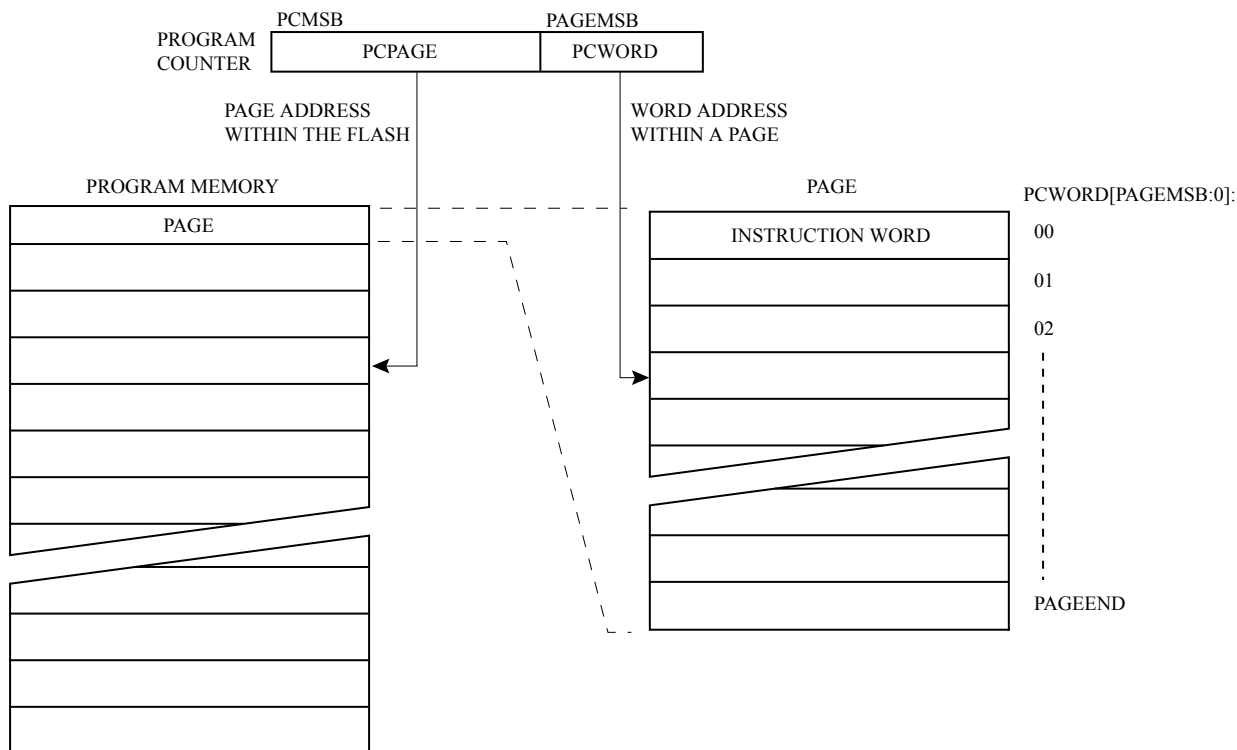 PCMSB
PAGEMSB
PROGRAM
COUNTER
PCPAGE
PCWORD
PAGE ADDRESS
WITHIN THE FLASH
WORD ADDRESS
WITHIN A PAGE
PROGRAM MEMORY
PAGE
PAGE
PCWORD[PAGEMSB:0]:
INSTRUCTION WORD
00
01
02
PAGEEND